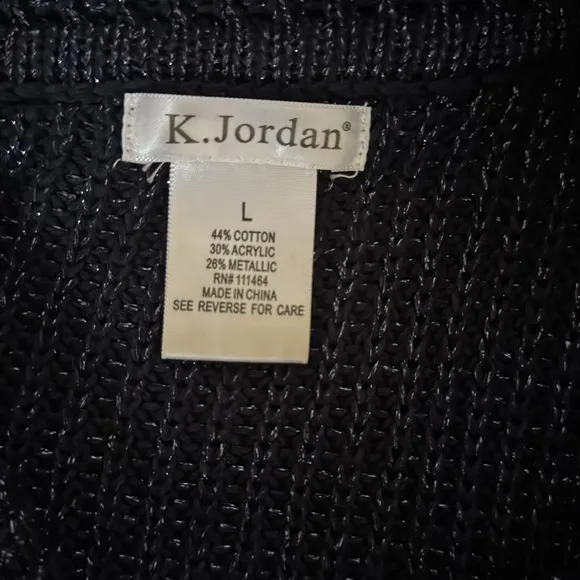 K.Jordan®
L
44% COTTON
30% ACRYLIC
26% METALLIC
RN# 111464
MADE IN CHINA
SEE REVERSE FOR CARE